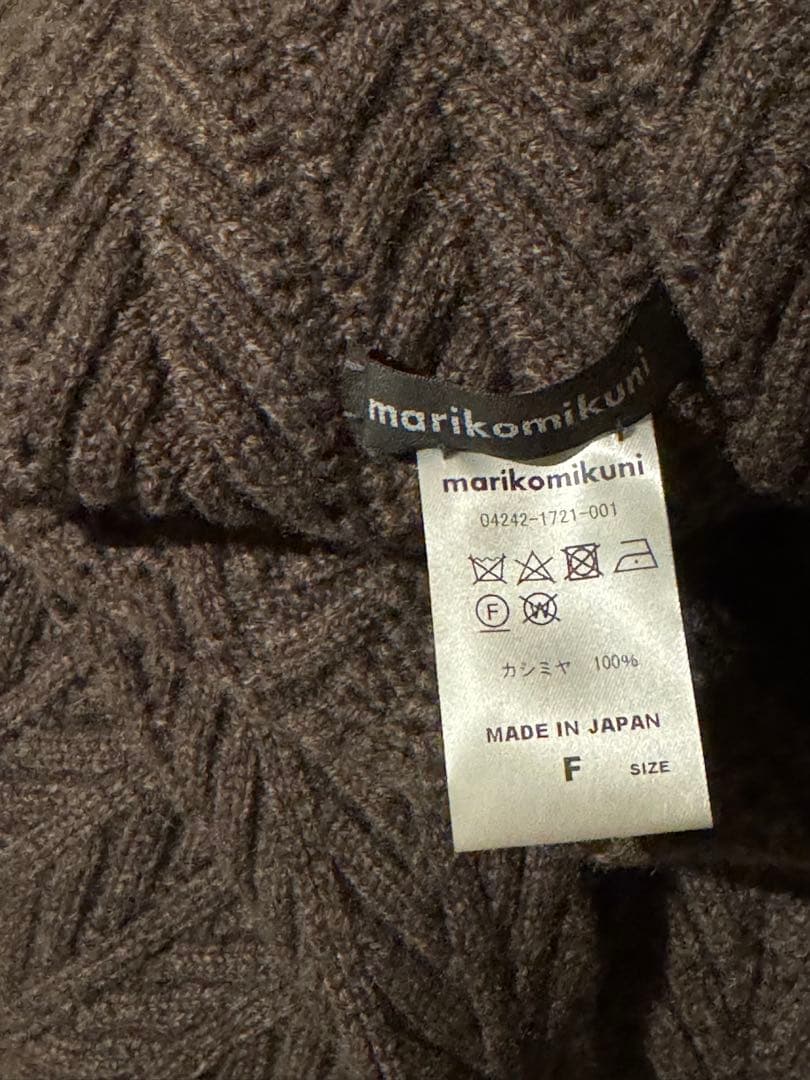 marikomikuni
marikomikuni
04242-1721-001
F W
カシミヤ 100%
MADE IN JAPAN
F SIZE